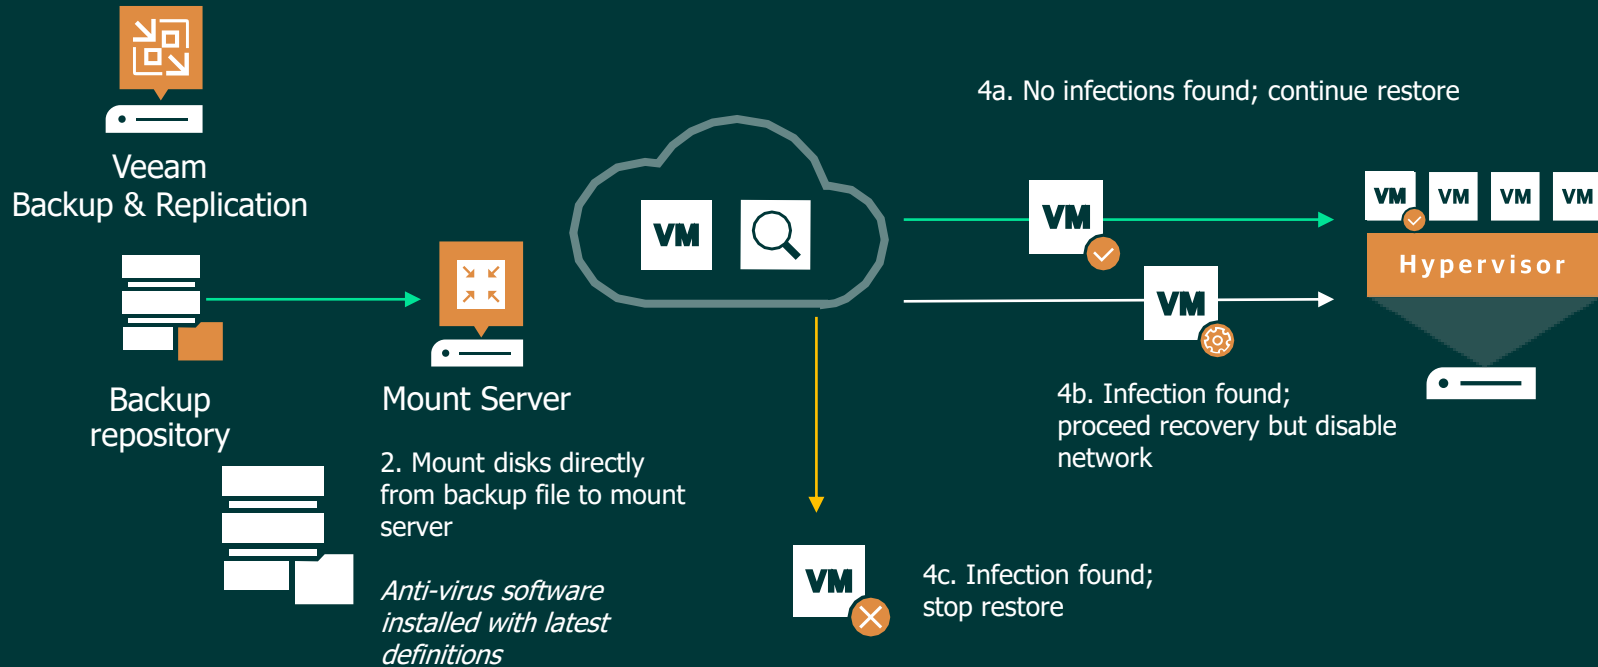 Veeam
Backup & Replication
Backup
repository
Mount Server
2. Mount disks directly
from backup file to mount
server
Anti-virus software
installed with latest
definitions
VM
4a. No infections found; continue restore
VM
VM
4b. Infection found;
proceed recovery but disable
network
VM
4c. Infection found;
stop restore
VM VM VM VM
Hypervisor